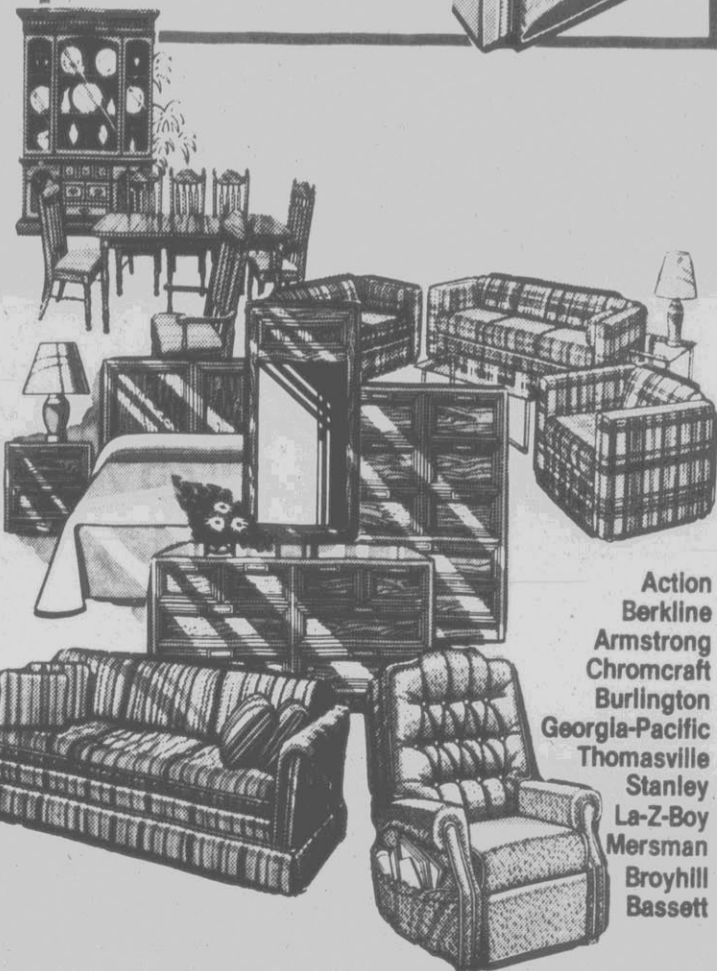 Action
Berkline
Armstrong
Chromcraft
Burlington
Georgia-Pacific
Thomasville
Stanley
La-Z-Boy
Mersman
Broyhill
Bassett